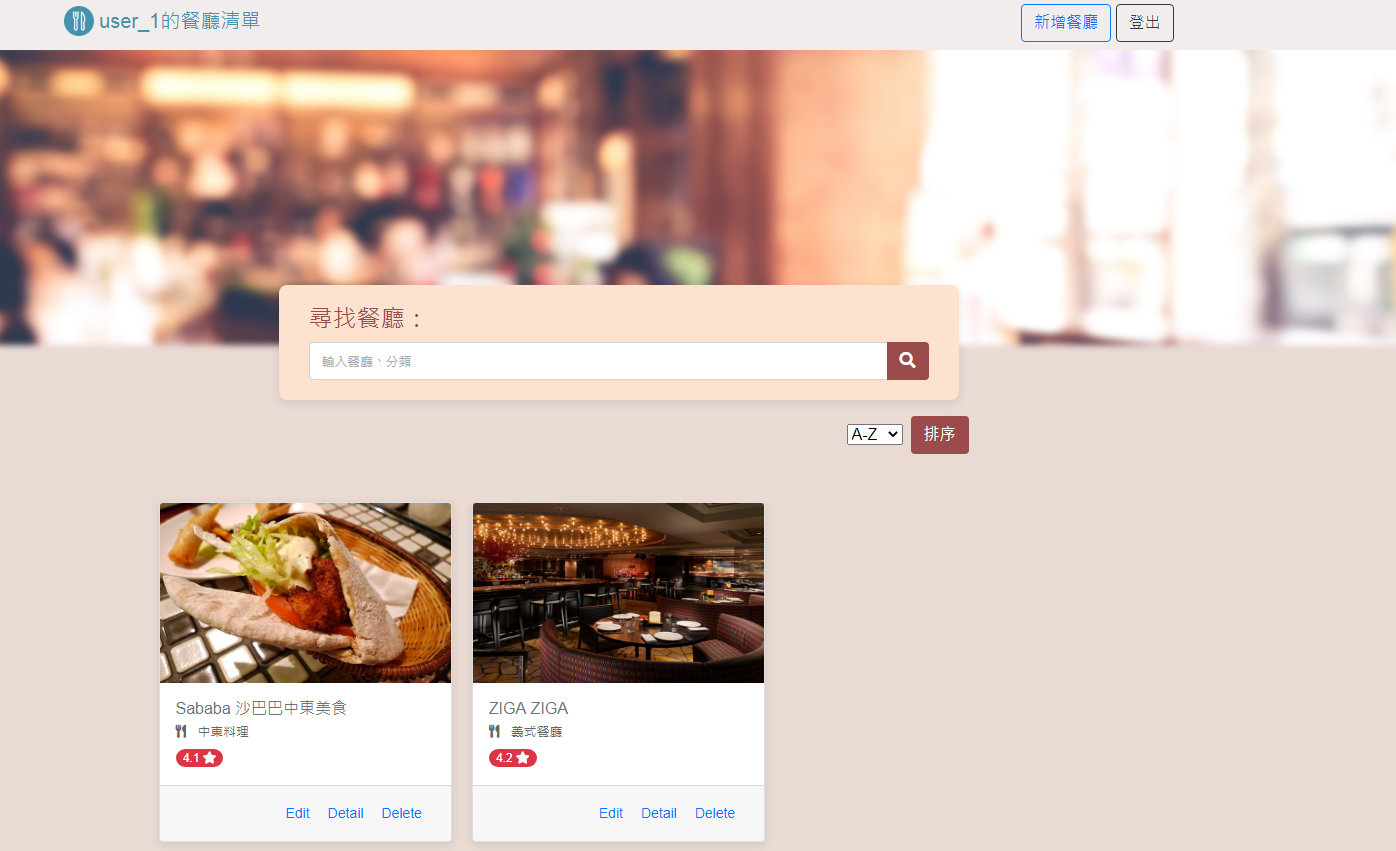 user_1的餐廳清單
新增餐廳 登出
尋找餐廳：
輸入餐廳、分類
A-Z 排序
Sababa 沙巴巴中東美食
中東料理
4.1
Edit Detail Delete
ZIGA ZIGA
義式餐廳
4.2
Edit Detail Delete